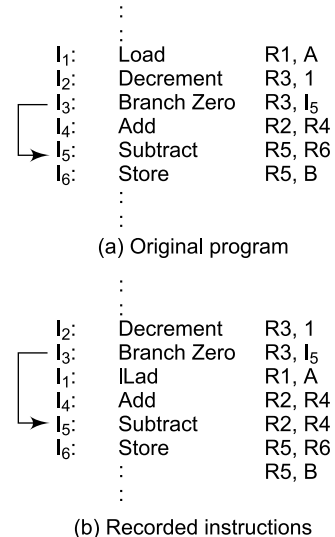 I₁: Load R1, A
I₂: Decrement R3, 1
I₃: Branch Zero R3, I₅
I₄: Add R2, R4
I₅: Subtract R5, R6
I₆: Store R5, B
(a) Original program
I₂: Decrement R3, 1
I₃: Branch Zero R3, I₅
I₁: lLad R1, A
I₄: Add R2, R4
I₅: Subtract R2, R4
I₆: Store R5, R6
R5, B
(b) Recorded instructions